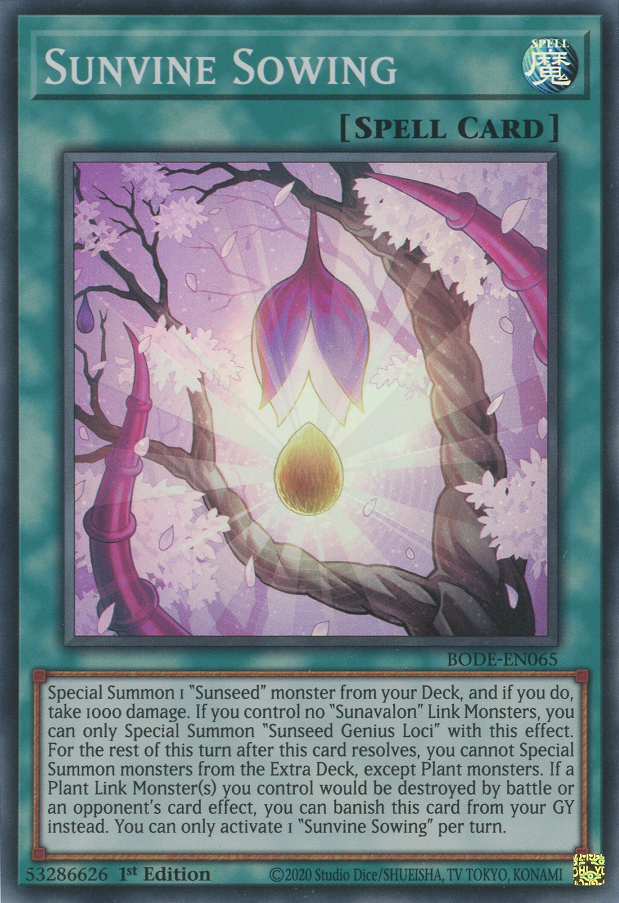 SUNVINE SOWING
SPELL
魔
[SPELL CARD]
BODE-EN065
Special Summon 1 "Sunseed" monster from your Deck, and if you do,
take 1000 damage. If you control no "Sunavalon" Link Monsters, you
can only Special Summon "Sunseed Genius Loci" with this effect.
For the rest of this turn after this card resolves, you cannot Special
Summon monsters from the Extra Deck, except Plant monsters. If a
Plant Link Monster(s) you control would be destroyed by battle or
an opponent's card effect, you can banish this card from your GY
instead. You can only activate 1 "Sunvine Sowing" per turn.
53286626 1st Edition ©2020 Studio Dice/SHUEISHA, TV TOKYO, KONAMI